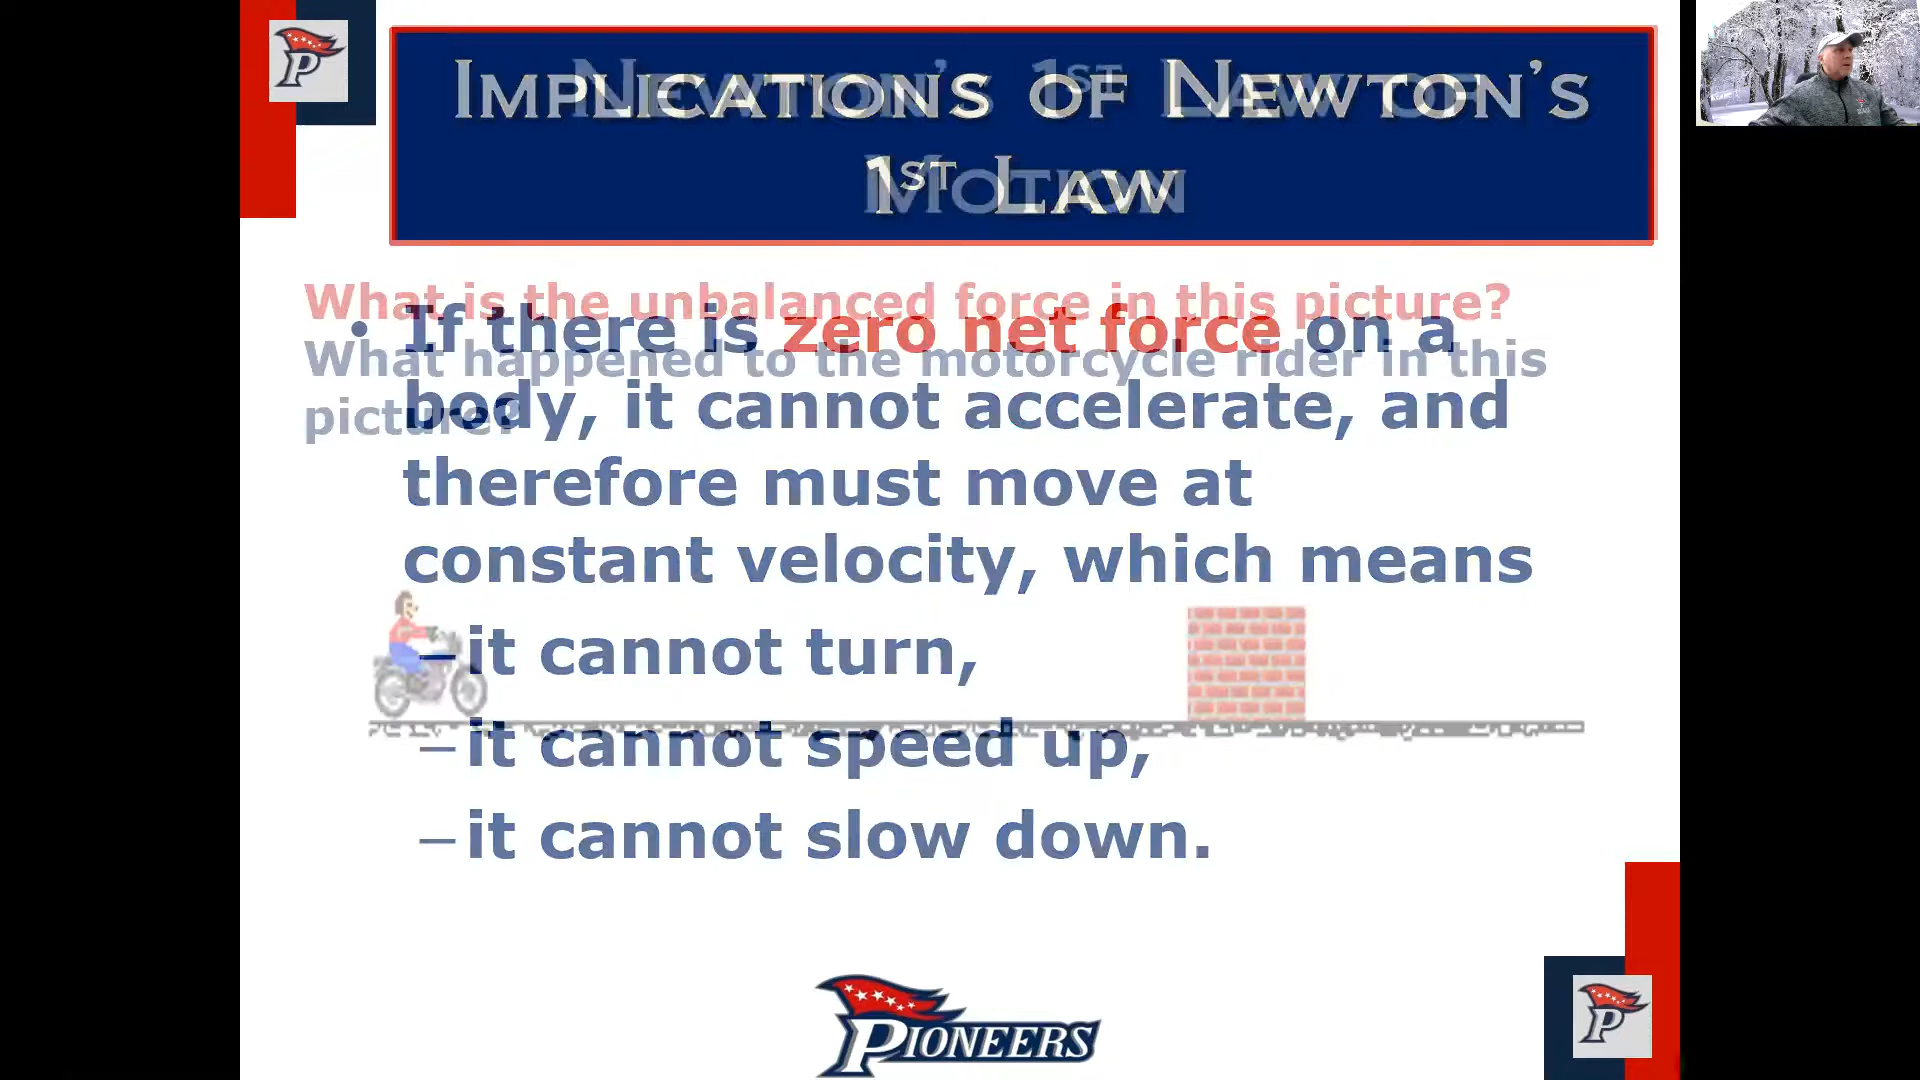 P
Implications of Newton's
1st Law
Newton's 1st Law of
Motion
What is the unbalanced force in this picture?
What happened to the motorcycle rider in this
picture?
• If there is zero net force on a
body, it cannot accelerate, and
therefore must move at
constant velocity, which means
– it cannot turn,
– it cannot speed up,
– it cannot slow down.
Pioneers
P